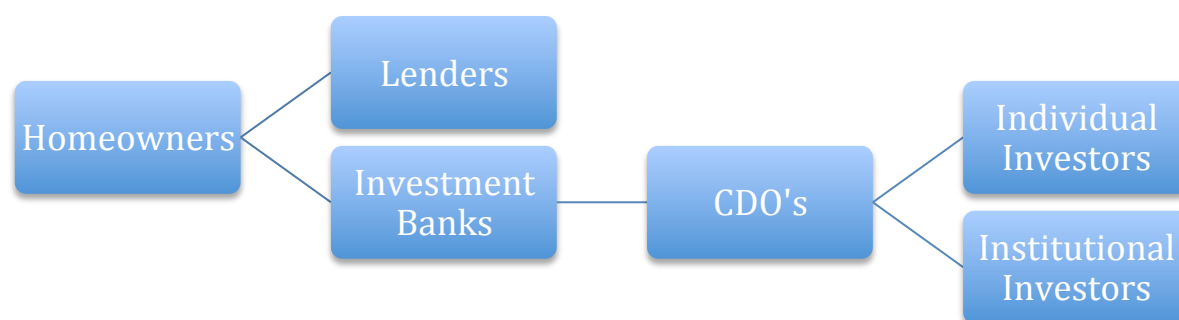 Homeowners
Lenders
Investment
Banks
CDO's
Individual
Investors
Institutional
Investors